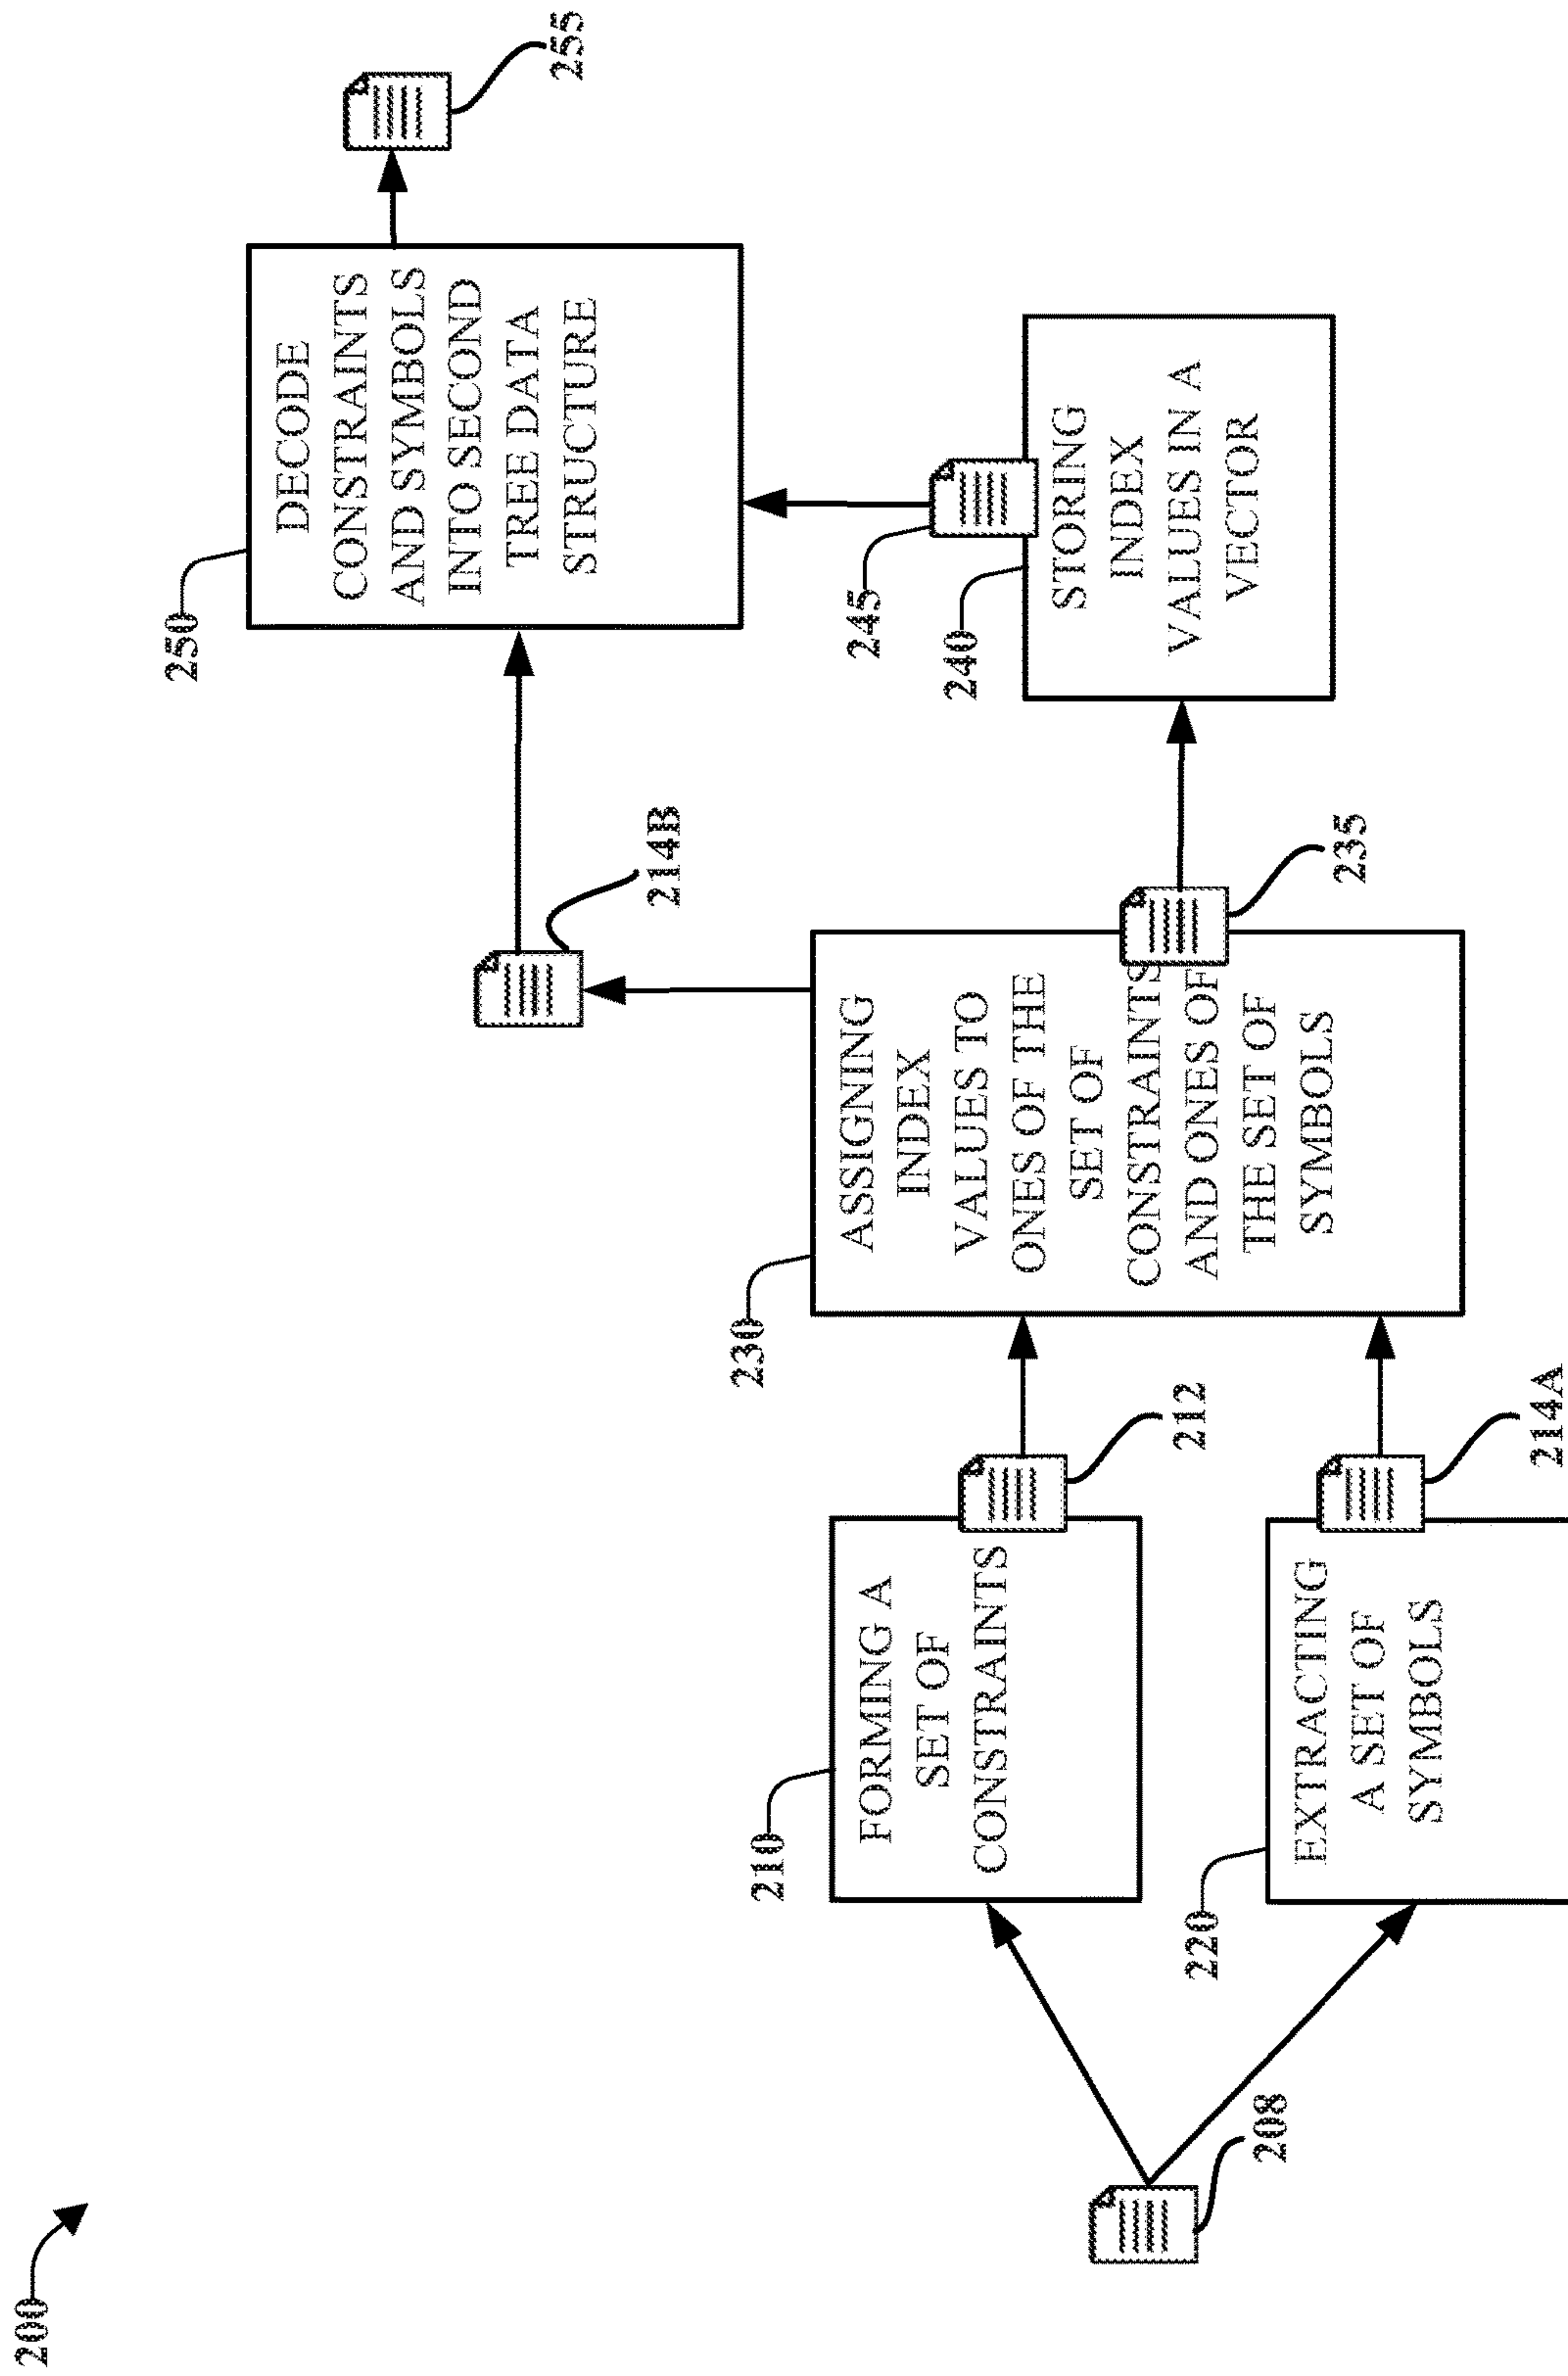 200
208
210
FORMING A
SET OF
CONSTRAINTS
212
220
EXTRACTING
A SET OF
SYMBOLS
214A
230
ASSIGNING
INDEX
VALUES TO
ONES OF THE
SET OF
CONSTRAINTS
AND ONES OF
THE SET OF
SYMBOLS
235
214B
240
STORING
INDEX
VALUES IN A
VECTOR
245
250
DECODE
CONSTRAINTS
AND SYMBOLS
INTO SECOND
TREE DATA
STRUCTURE
255